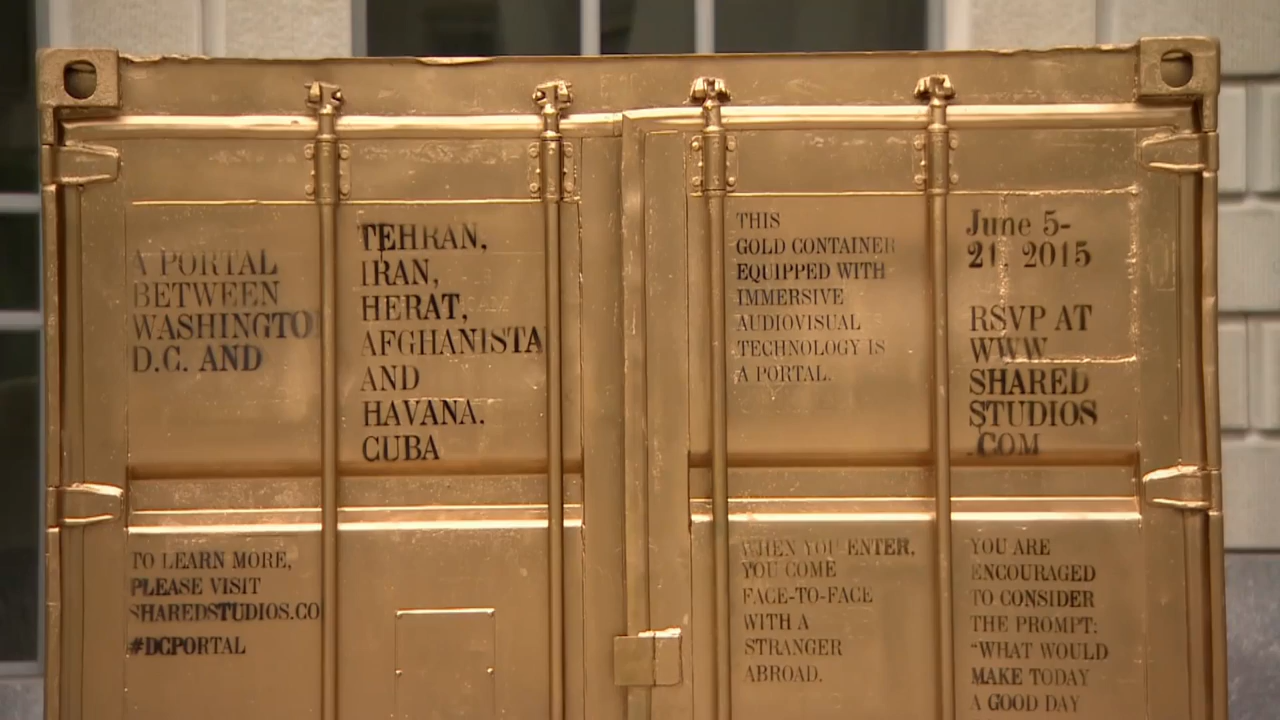 A PORTAL
BETWEEN
WASHINGTO
D.C. AND
TEHRAN,
IRAN,
HERAT,
AFGHANISTA
AND
HAVANA.
CUBA
THIS
GOLD CONTAINER
EQUIPPED WITH
IMMERSIVE
AUDIOVISUAL
TECHNOLOGY IS
A PORTAL.
June 5-
21, 2015
RSVP AT
WWW.
SHARED
STUDIOS
.COM
TO LEARN MORE,
PLEASE VISIT
SHAREDSTUDIOS.CO
#DCPORTAL
WHEN YOU ENTER,
YOU COME
FACE-TO-FACE
WITH A
STRANGER
ABROAD.
YOU ARE
ENCOURAGED
TO CONSIDER
THE PROMPT:
“WHAT WOULD
MAKE TODAY
A GOOD DAY